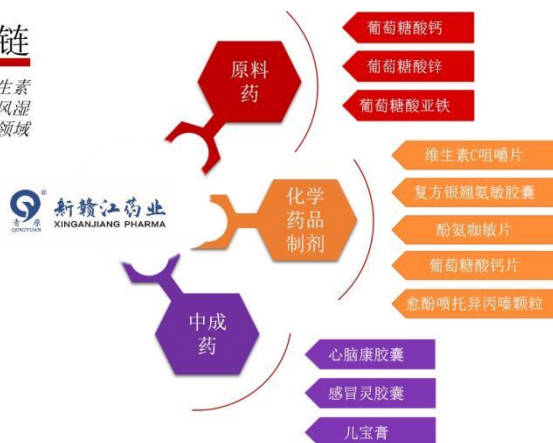 链
生素
风湿
领域
原料
药
葡萄糖酸钙
葡萄糖酸锌
葡萄糖酸亚铁
青原
QINGYUAN
新赣江药业
XINGANJIANG PHARMA
化学
药品
制剂
维生素C咀嚼片
复方银翘氨敏胶囊
酚氨咖敏片
葡萄糖酸钙片
愈酚喷托异丙嗪颗粒
中成
药
心脑康胶囊
感冒灵胶囊
儿宝膏